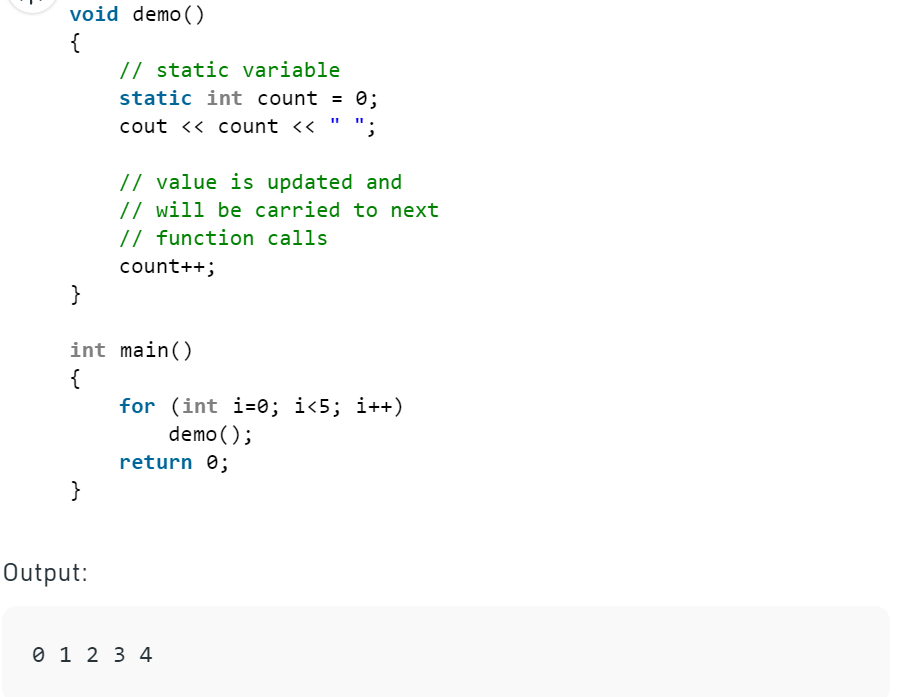 void demo()
{
    // static variable
    static int count = 0;
    cout << count << " ";

    // value is updated and
    // will be carried to next
    // function calls
    count++;
}

int main()
{
    for (int i=0; i<5; i++)
        demo();
    return 0;
}

Output:

0 1 2 3 4